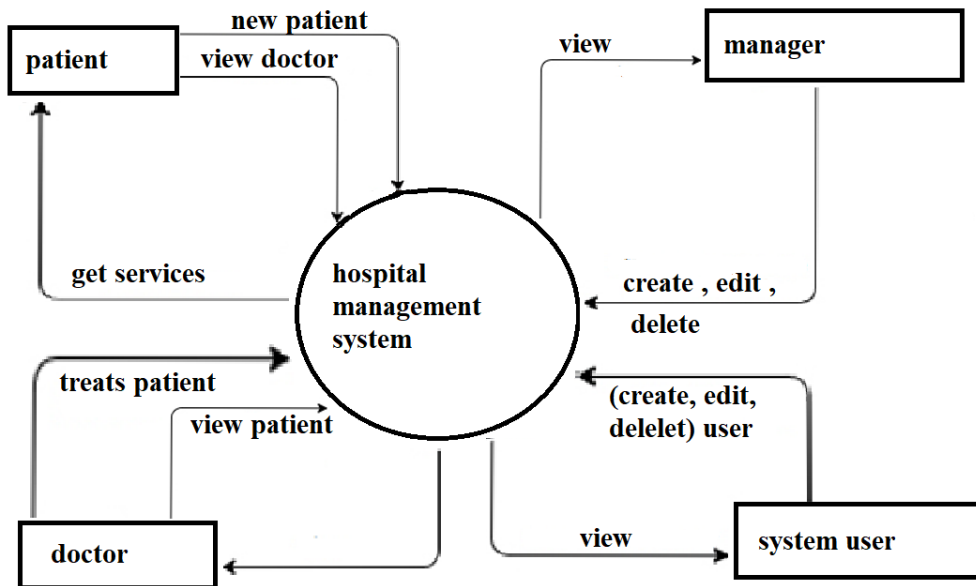 new patient
patient
view doctor
view
manager
get services
hospital
management
system
create , edit ,
delete
treats patient
view patient
(create, edit,
delelet) user
doctor
view
system user